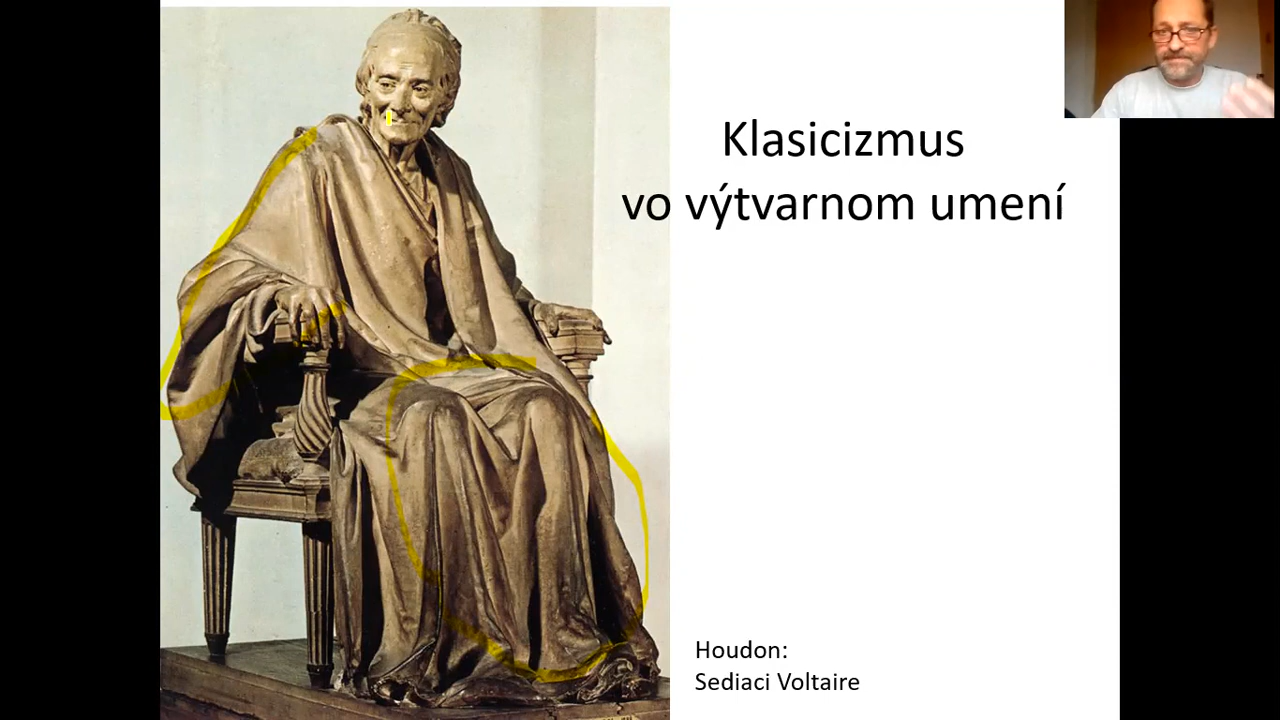 Klasicizmus
vo výtvarnom umení
Houdon:
Sediaci Voltaire